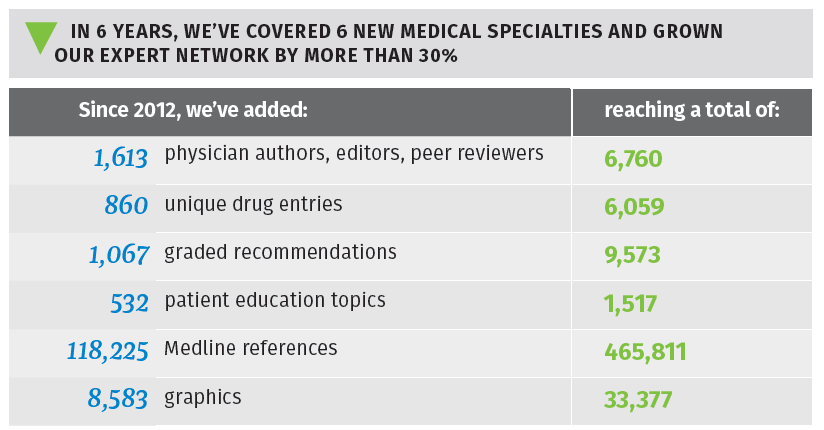 IN 6 YEARS, WE'VE COVERED 6 NEW MEDICAL SPECIALTIES AND GROWN
OUR EXPERT NETWORK BY MORE THAN 30%
Since 2012, we've added: reaching a total of:
1,613 physician authors, editors, peer reviewers 6,760
860 unique drug entries 6,059
1,067 graded recommendations 9,573
532 patient education topics 1,517
118,225 Medline references 465,811
8,583 graphics 33,377